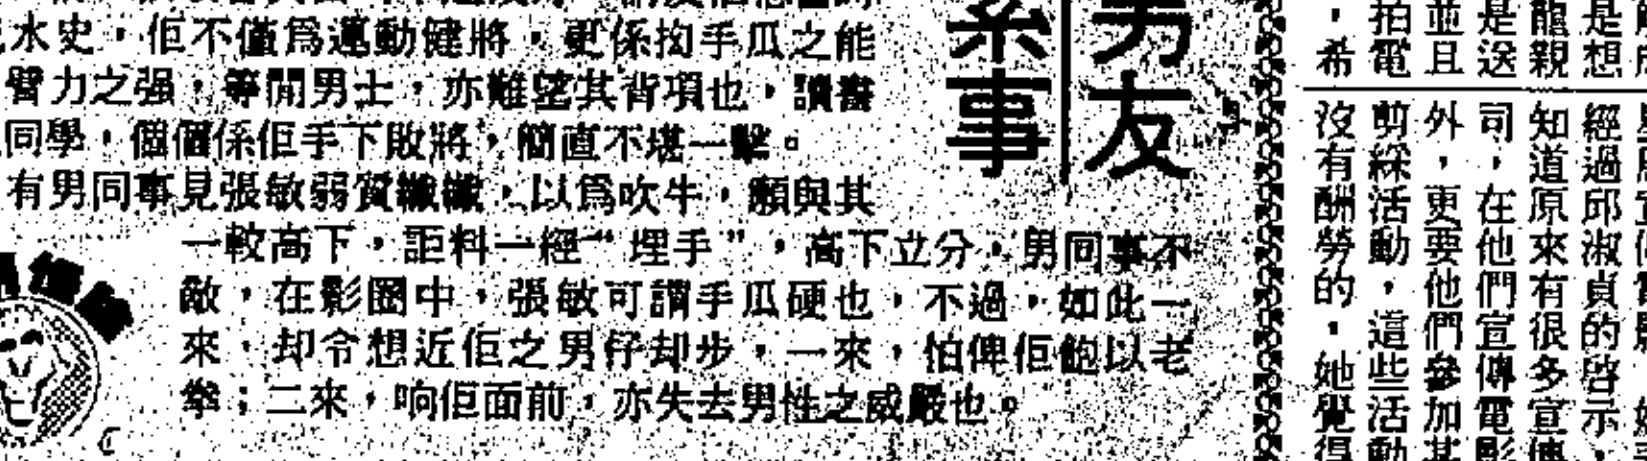 水史，佢不僅爲運動健將，更係拗手瓜之能
臂力之强，等閒男士，亦難望其背項也，讀書
同學，個個係佢手下敗將，簡直不堪一擊。
有男同事見張敏弱質纖纖，以爲吹牛，願與其
一較高下，詎料一經“埋手”，高下立分，男同事不
敵，在影圈中，張敏可謂手瓜硬也，不過，如此一
來，却令想近佢之男仔却步，一來，怕俾佢飽以老
拳；二來，响佢面前，亦失去男性之威嚴也。
男友
事
是想
龍親
是送
並且
拍電
，希
經過邱淑貞的啓示
知道原來有很多宣傳
司，在他們宣傳電影
外，更要他們參加某
剪綵活動，這些活動
沒有酬勞的，她覺得